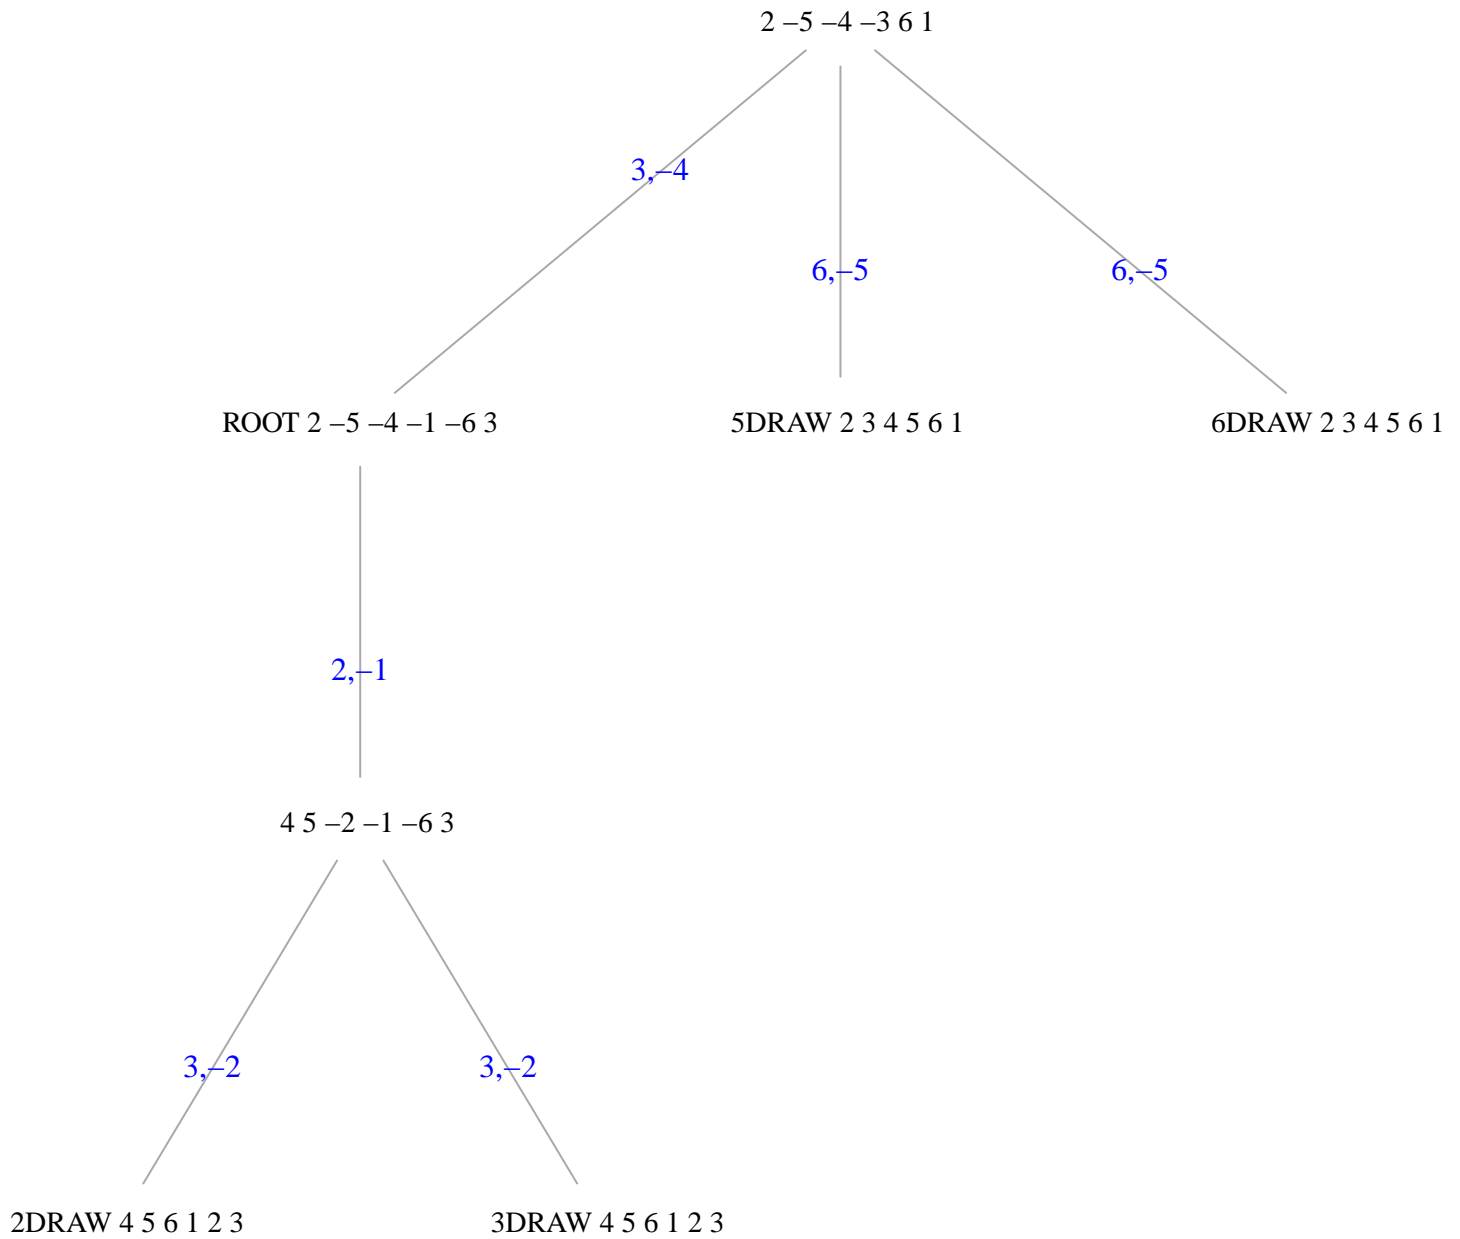 2 –5 –4 –3 6 1
3,–4
6,–5
6,–5
ROOT 2 –5 –4 –1 –6 3
5DRAW 2 3 4 5 6 1
6DRAW 2 3 4 5 6 1
2,–1
4 5 –2 –1 –6 3
3,–2
3,–2
2DRAW 4 5 6 1 2 3
3DRAW 4 5 6 1 2 3